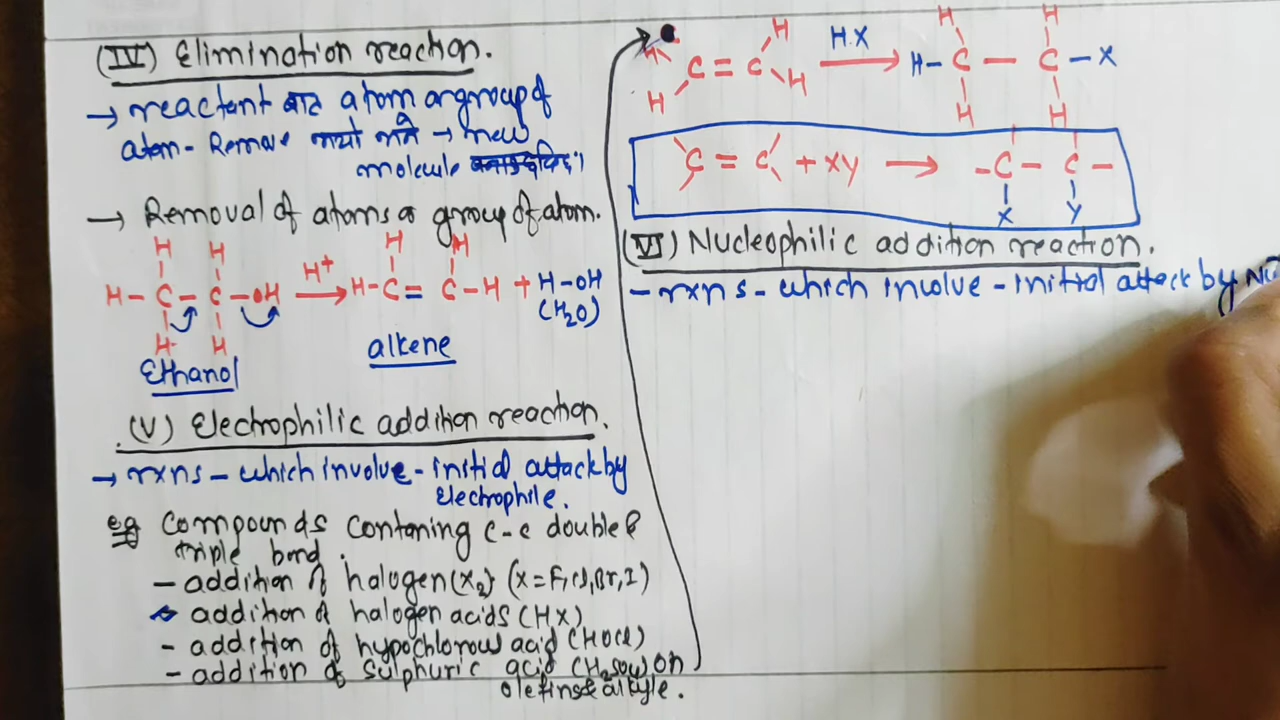 (IV) Elimination reaction.
→ reactant बाट atom or group of
atom - Remove गर्यो भने → new
molecule
→ Removal of atoms or group of atom.
H H H H
H - C - C - OH H+ → H - C = C - H + H-OH
(H2O)
H H
Ethanol
alkene
(V) Electrophilic addition reaction.
→ rxns - which involve - initial attack by
Electrophile.
eg Compounds Contaning C-C double &
triple bond.
- addition of halogen (X2) (X = F, Cl, Br, I)
addition of halogen acids (HX)
- addition of hypochlorous acid (HOCl)
- addition of Sulphuric acid (H2SO4) on
olefins & alkyle.
H H H H
C = C H.X → H - C - C - X
H H H H
C = C + XY → - C - C -
X Y
(VI) Nucleophilic addition reaction.
- rxns - which involve - initial attack by